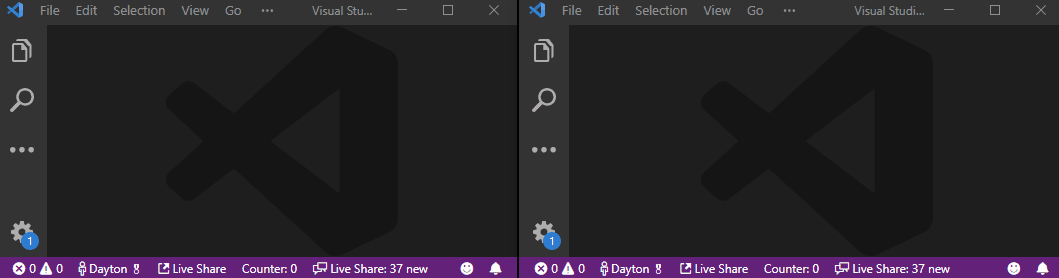 File Edit Selection View Go ··· Visual Stu...
1
0 0 Dayton Live Share Counter: 0 Live Share: 37 new
File Edit Selection View Go ··· Visual Studi...
1
0 0 Dayton Live Share Counter: 0 Live Share: 37 new